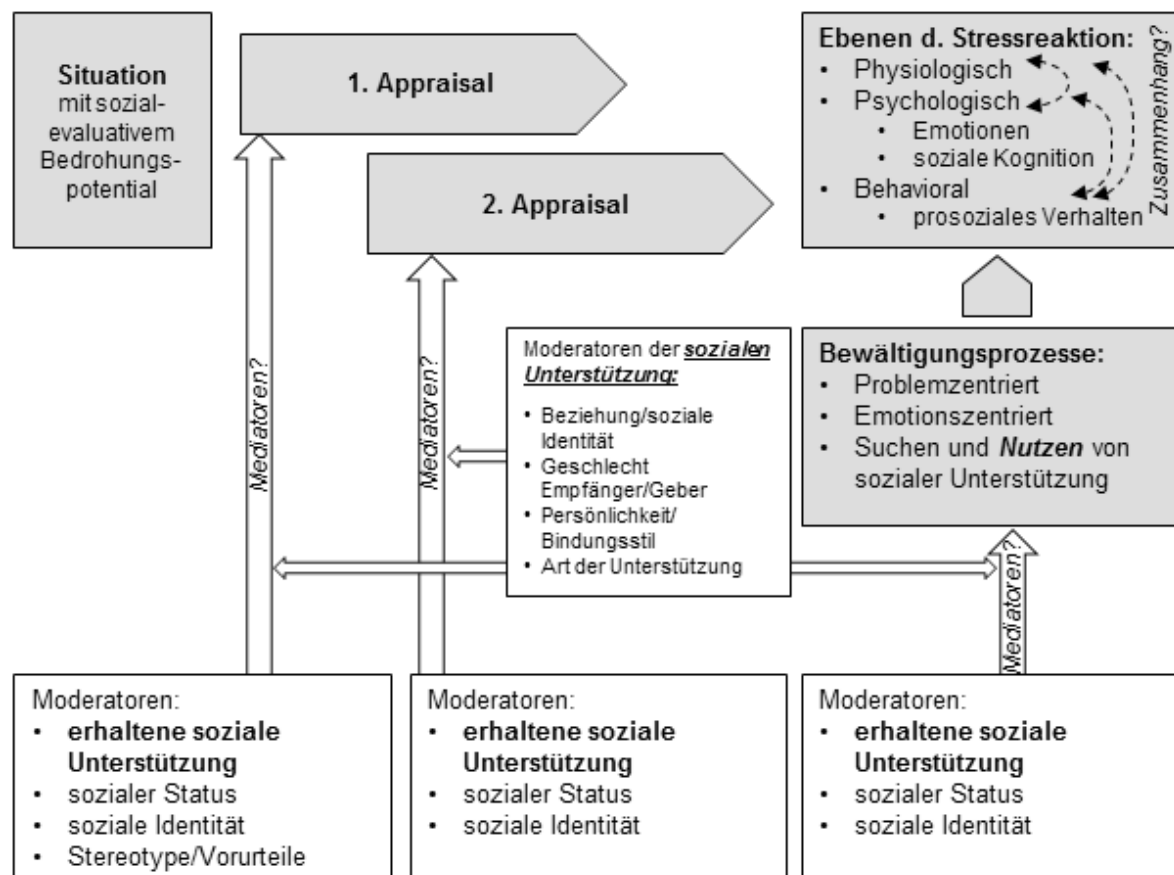 Situation
mit sozial-
evaluativem
Bedrohungs-
potential
1. Appraisal
2. Appraisal
Ebenen d. Stressreaktion:
• Physiologisch
• Psychologisch
• Emotionen
• soziale Kognition
• Behavioral
• prosoziales Verhalten
Zusammenhang?
Mediatoren?
Mediatoren?
Moderatoren der sozialen
Unterstützung:
• Beziehung/soziale
Identität
• Geschlecht
Empfänger/Geber
• Persönlichkeit/
Bindungsstil
• Art der Unterstützung
Bewältigungsprozesse:
• Problemzentriert
• Emotionszentriert
• Suchen und Nutzen von
sozialer Unterstützung
Mediatoren?
Moderatoren:
• erhaltene soziale
Unterstützung
• sozialer Status
• soziale Identität
• Stereotype/Vorurteile
Moderatoren:
• erhaltene soziale
Unterstützung
• sozialer Status
• soziale Identität
Moderatoren:
• erhaltene soziale
Unterstützung
• sozialer Status
• soziale Identität